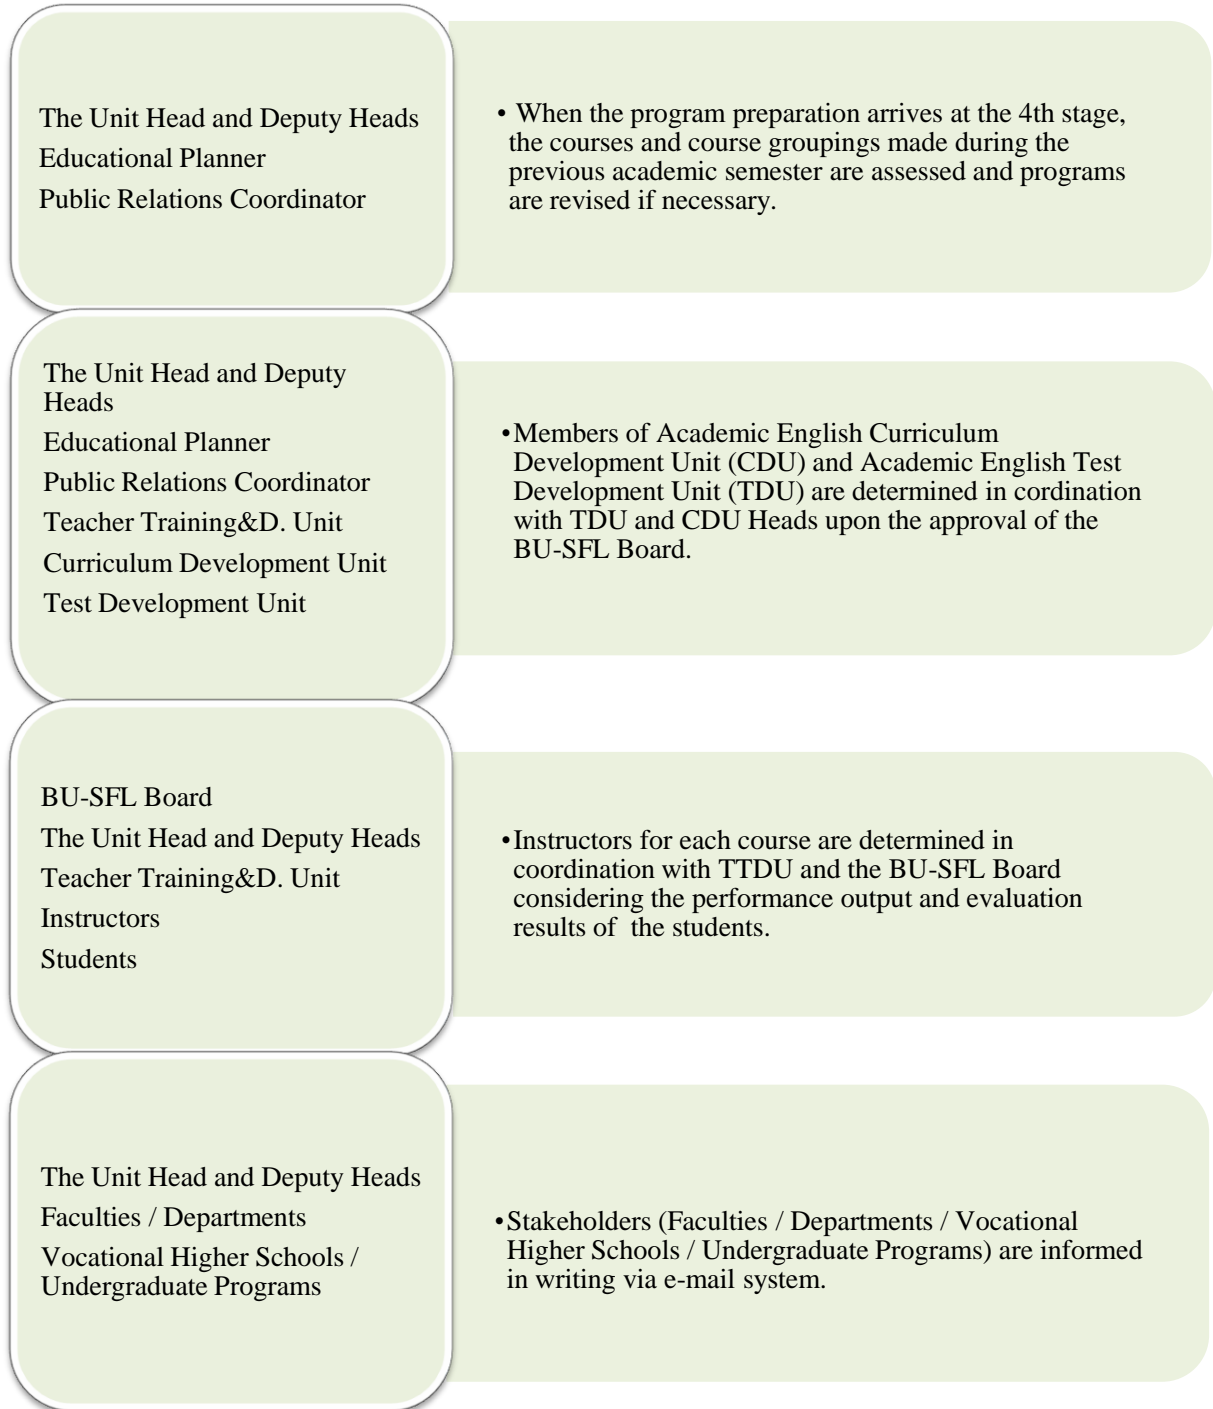 The Unit Head and Deputy Heads
Educational Planner
Public Relations Coordinator
• When the program preparation arrives at the 4th stage,
the courses and course groupings made during the
previous academic semester are assessed and programs
are revised if necessary.
The Unit Head and Deputy
Heads
Educational Planner
Public Relations Coordinator
Teacher Training&D. Unit
Curriculum Development Unit
Test Development Unit
•Members of Academic English Curriculum
Development Unit (CDU) and Academic English Test
Development Unit (TDU) are determined in cordination
with TDU and CDU Heads upon the approval of the
BU-SFL Board.
BU-SFL Board
The Unit Head and Deputy Heads
Teacher Training&D. Unit
Instructors
Students
•Instructors for each course are determined in
coordination with TTDU and the BU-SFL Board
considering the performance output and evaluation
results of the students.
The Unit Head and Deputy Heads
Faculties / Departments
Vocational Higher Schools /
Undergraduate Programs
•Stakeholders (Faculties / Departments / Vocational
Higher Schools / Undergraduate Programs) are informed
in writing via e-mail system.